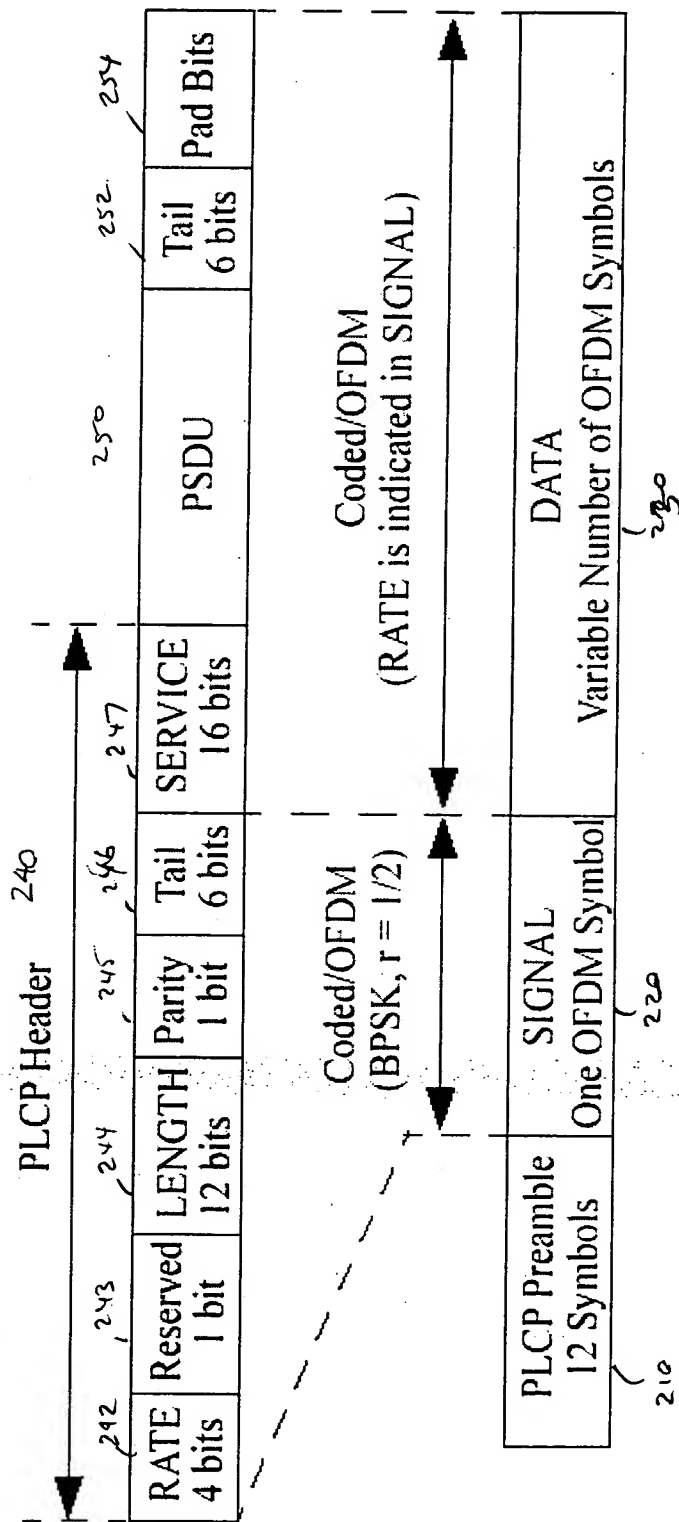 PLCP Header 240
242
243
244
245
246
247
250
252
254
RATE
4 bits
Reserved
1 bit
LENGTH
12 bits
Parity
1 bit
Tail
6 bits
SERVICE
16 bits
PSDU
Tail
6 bits
Pad Bits
Coded/OFDM
(BPSK, r = 1/2)
Coded/OFDM
(RATE is indicated in SIGNAL)
PLCP Preamble
12 Symbols
SIGNAL
One OFDM Symbol
DATA
Variable Number of OFDM Symbols
210
220